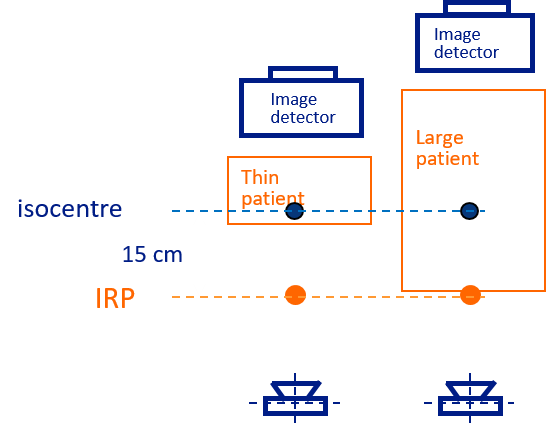 Image
detector
Image
detector
Large
patient
Thin
patient
isocentre
15 cm
IRP